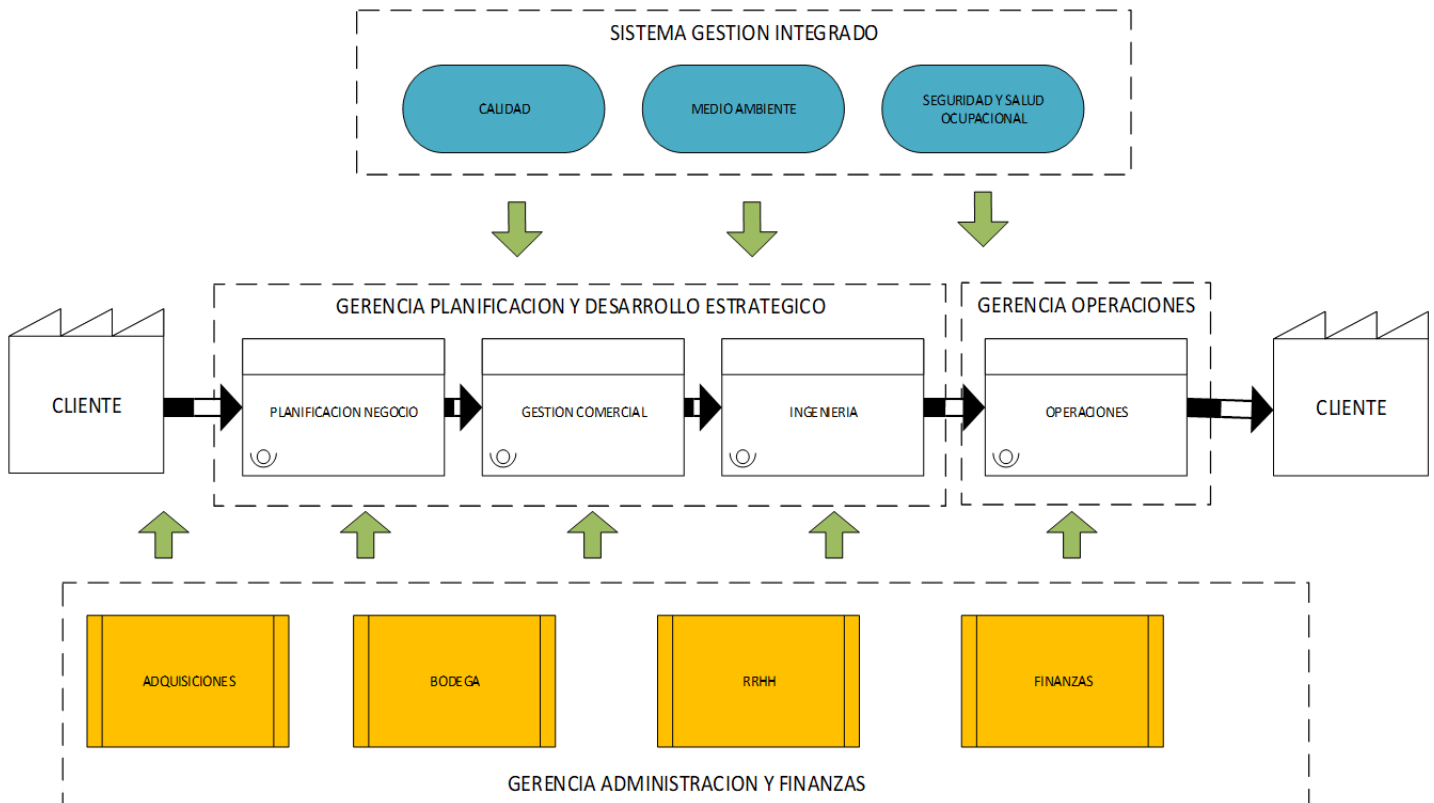 SISTEMA GESTION INTEGRADO
CALIDAD
MEDIO AMBIENTE
SEGURIDAD Y SALUD
OCUPACIONAL
GERENCIA PLANIFICACION Y DESARROLLO ESTRATEGICO
GERENCIA OPERACIONES
CLIENTE
PLANIFICACION NEGOCIO
GESTION COMERCIAL
INGENIERIA
OPERACIONES
CLIENTE
ADQUISICIONES
BODEGA
RRHH
FINANZAS
GERENCIA ADMINISTRACION Y FINANZAS